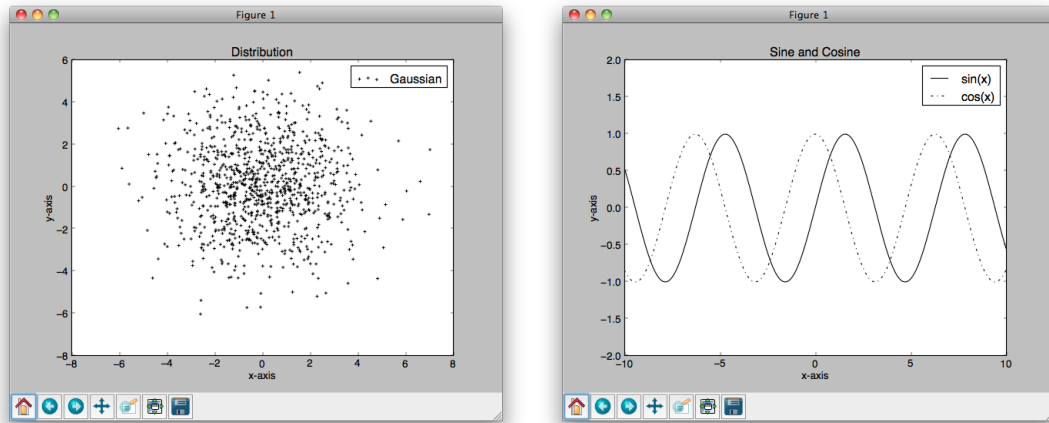 Figure 1
Distribution
Gaussian
6
4
2
0
−2
−4
−6
−8
y-axis
−8 −6 −4 −2 0 2 4 6 8
x-axis
Figure 1
Sine and Cosine
sin(x)
cos(x)
2.0
1.5
1.0
0.5
0.0
−0.5
−1.0
−1.5
−2.0
y-axis
−10 −5 0 5 10
x-axis